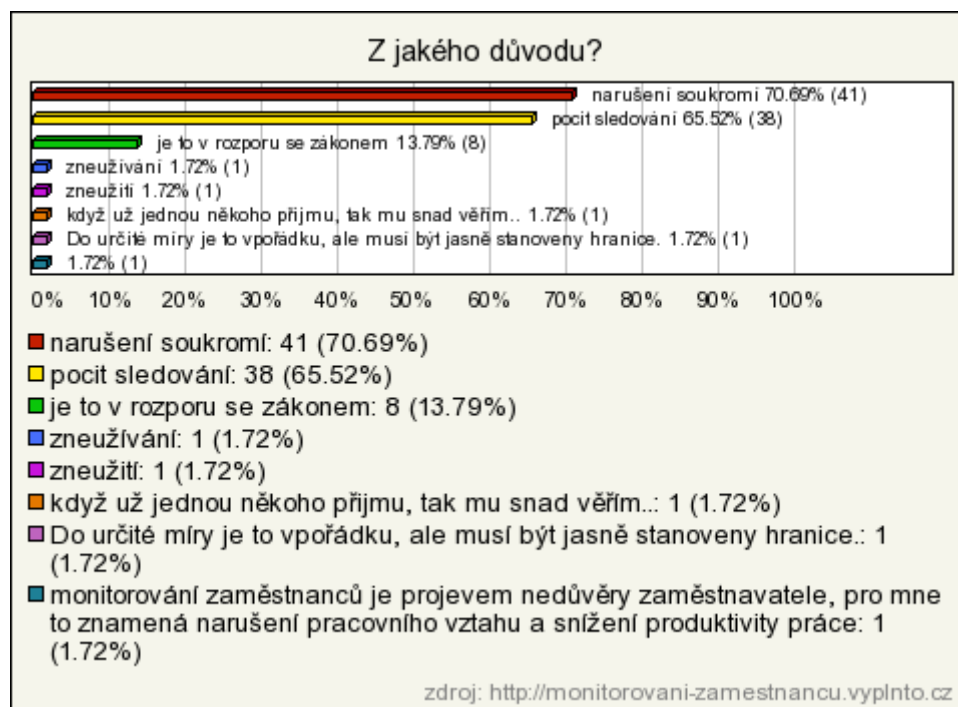 Z jakého důvodu?
narušení soukromí 70.69% (41)
pocit sledování 65.52% (38)
je to v rozporu se zákonem 13.79% (8)
zneužívání 1.72% (1)
zneužití 1.72% (1)
když už jednou někoho přijmu, tak mu snad věřím.. 1.72% (1)
Do určité míry je to vpořádku, ale musí být jasně stanoveny hranice. 1.72% (1)
1.72% (1)
0% 10% 20% 30% 40% 50% 60% 70% 80% 90% 100%
narušení soukromí: 41 (70.69%)
pocit sledování: 38 (65.52%)
je to v rozporu se zákonem: 8 (13.79%)
zneužívání: 1 (1.72%)
zneužití: 1 (1.72%)
když už jednou někoho přijmu, tak mu snad věřím..: 1 (1.72%)
Do určité míry je to vpořádku, ale musí být jasně stanoveny hranice.: 1
(1.72%)
monitorování zaměstnanců je projevem nedůvěry zaměstnavatele, pro mne
to znamená narušení pracovního vztahu a snížení produktivity práce: 1
(1.72%)
zdroj: http://monitorovani-zamestnancu.vyplnto.cz